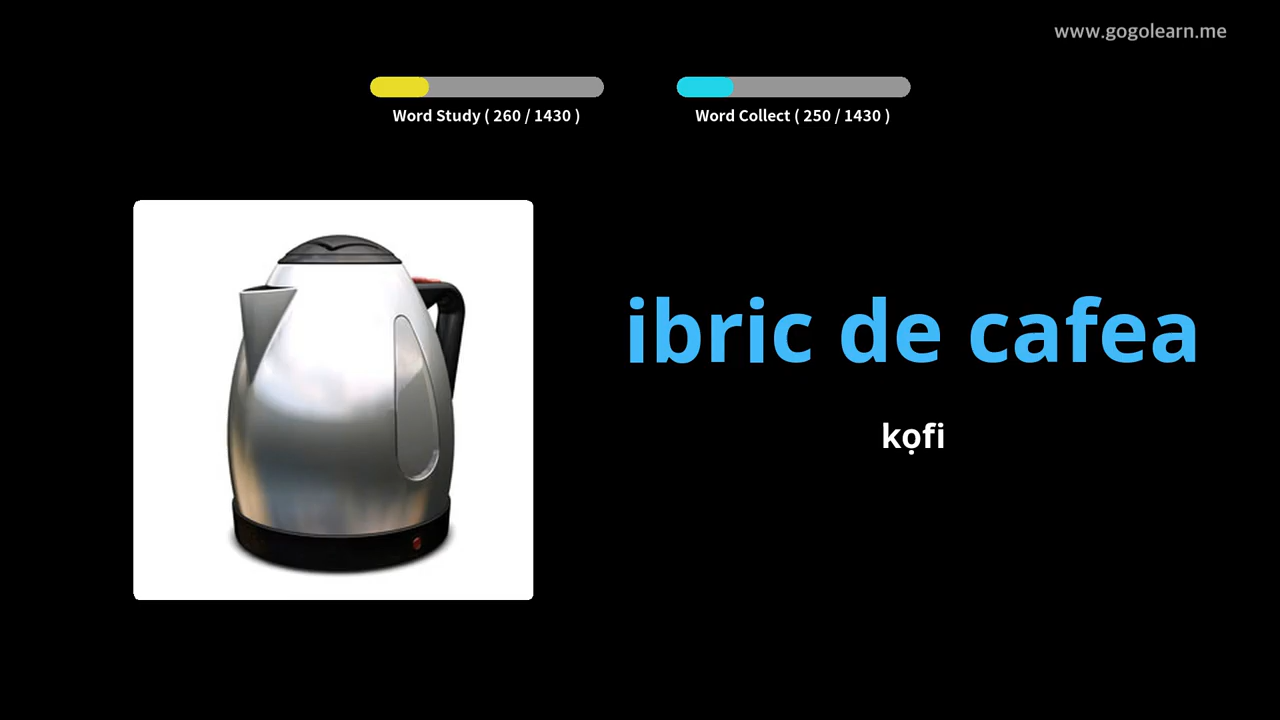 www.gogolearn.me
Word Study ( 260 / 1430 )
Word Collect ( 250 / 1430 )
ibric de cafea
kọfi